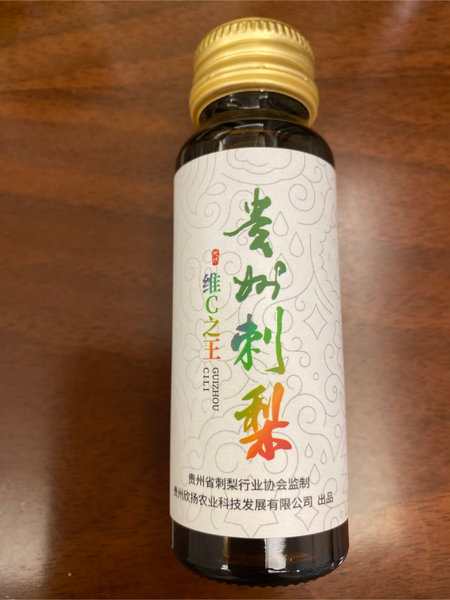 贵州刺梨
维C之王
GUIZHOU
CILI
贵州省刺梨行业协会监制
贵州欣扬农业科技发展有限公司 出品